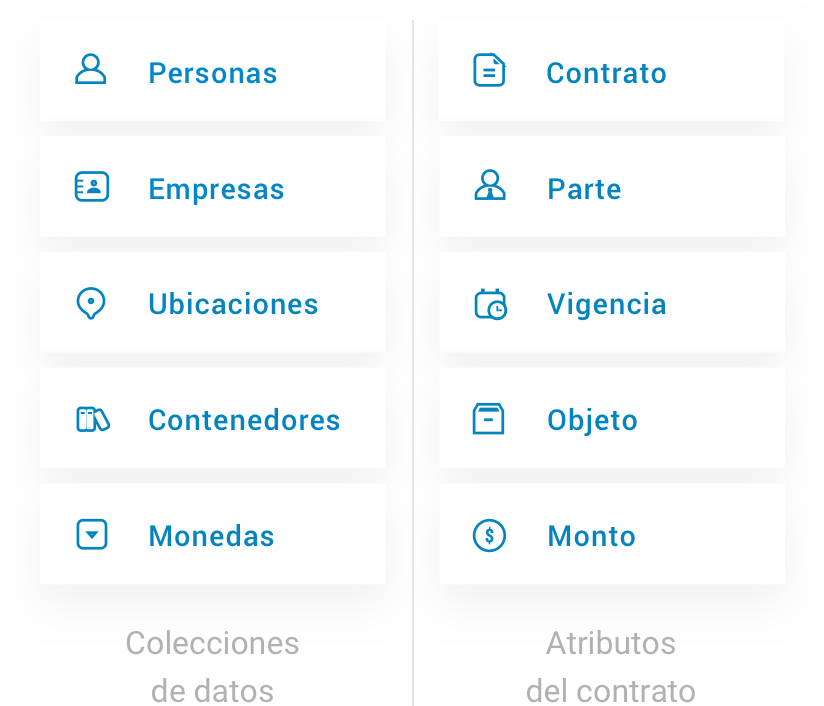 Personas
Empresas
Ubicaciones
Contenedores
Monedas
Colecciones
de datos
Contrato
Parte
Vigencia
Objeto
$
Monto
Atributos
del contrato